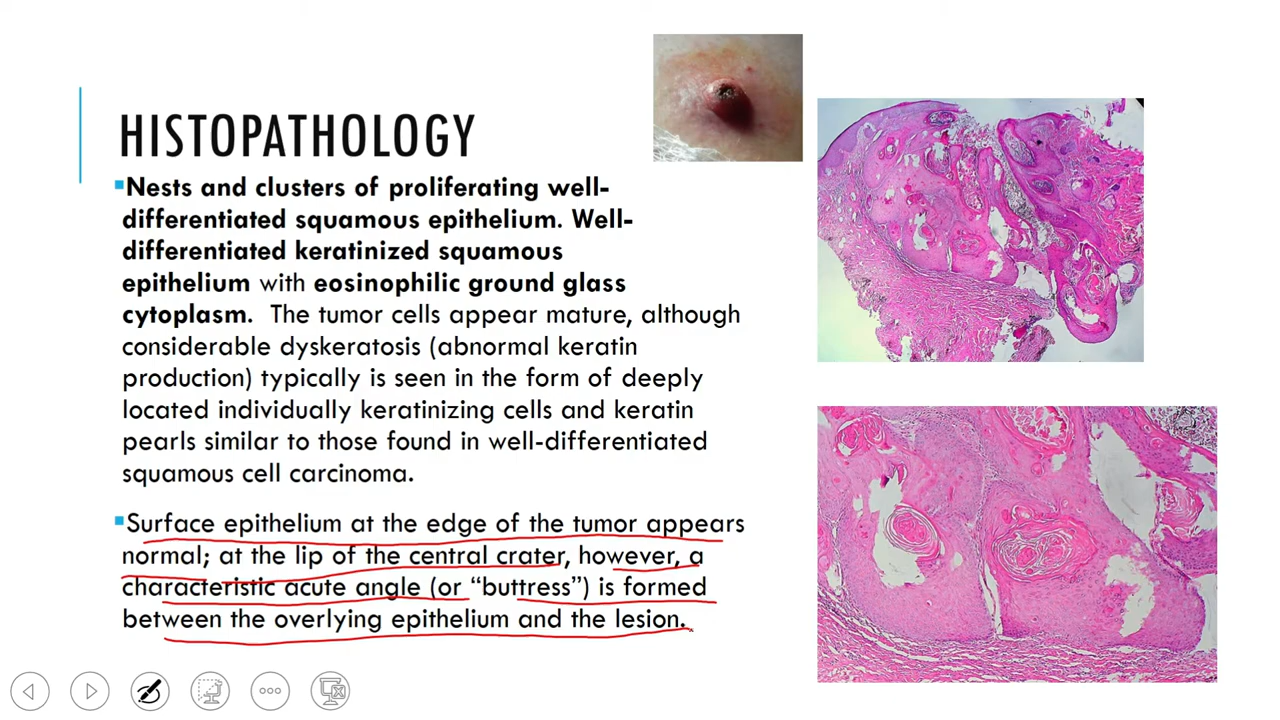 HISTOPATHOLOGY
▪Nests and clusters of proliferating well-
differentiated squamous epithelium. Well-
differentiated keratinized squamous
epithelium with eosinophilic ground glass
cytoplasm. The tumor cells appear mature, although
considerable dyskeratosis (abnormal keratin
production) typically is seen in the form of deeply
located individually keratinizing cells and keratin
pearls similar to those found in well-differentiated
squamous cell carcinoma.
▪Surface epithelium at the edge of the tumor appears
normal; at the lip of the central crater, however, a
characteristic acute angle (or “buttress”) is formed
between the overlying epithelium and the lesion.